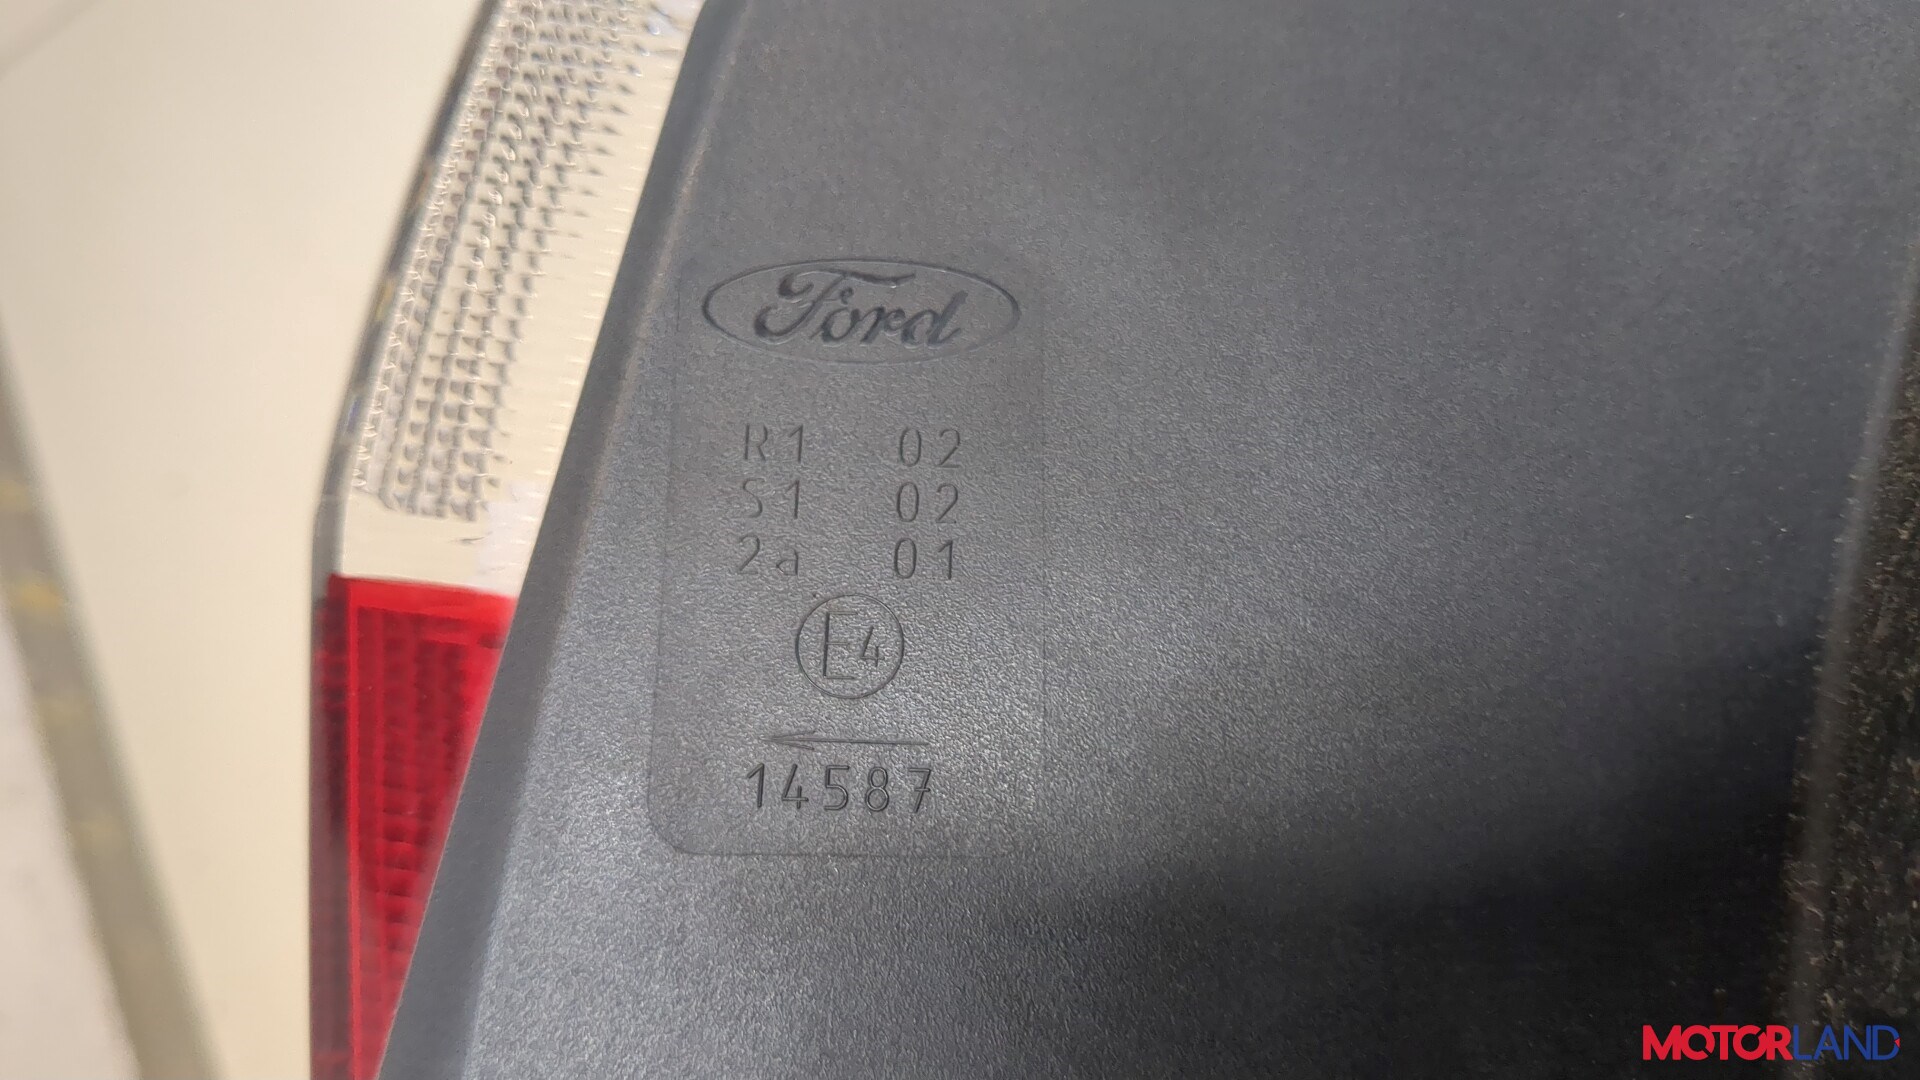 Ford
R1 02
S1 02
2a 01
E4
14587
MOTORLAND